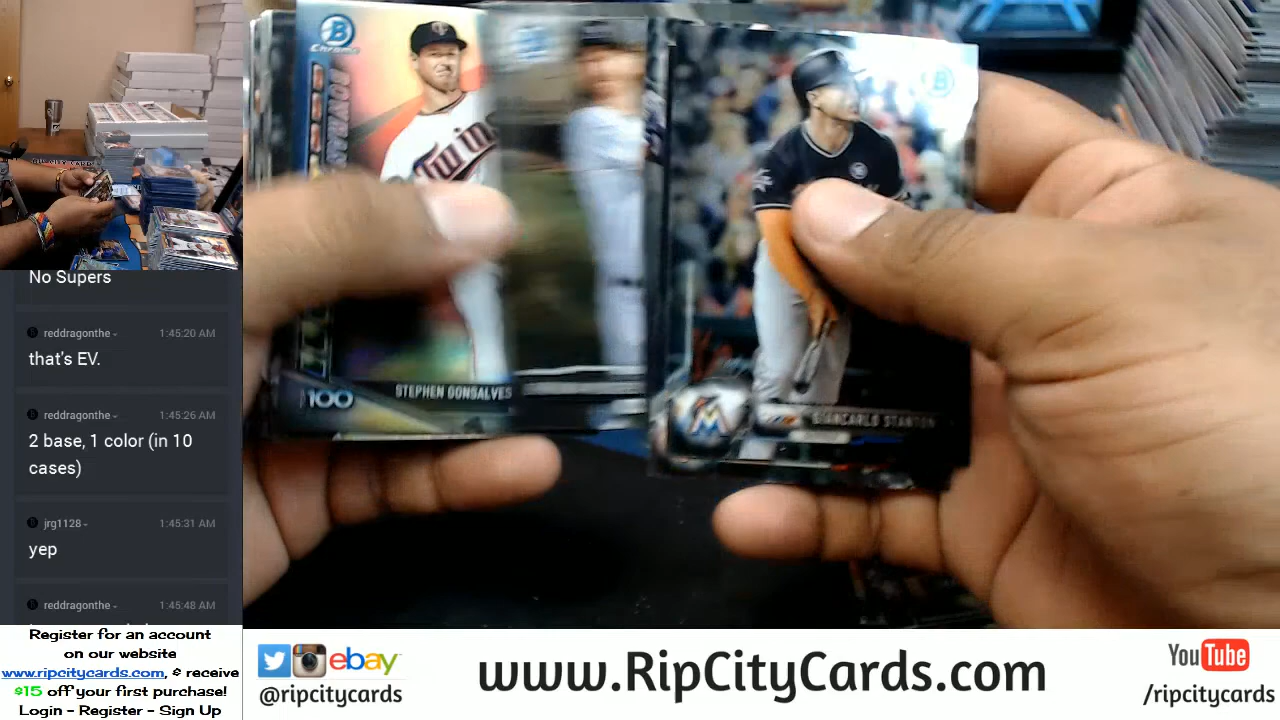 No Supers
reddragonthe
1:45:20 AM
that's EV.
reddragonthe
1:45:26 AM
2 base, 1 color (in 10
cases)
jrg1128
1:45:31 AM
yep
reddragonthe
1:45:48 AM
Register for an account
on our website
www.ripcitycards.com, & receive
$15 off your first purchase!
Login - Register - Sign Up
B
Chrome
Twins
STEPHEN GONSALVES
100
B
M
GIANCARLO STANTON
ebay
@ripcitycards
www.RipCityCards.com
YouTube
/ripcitycards